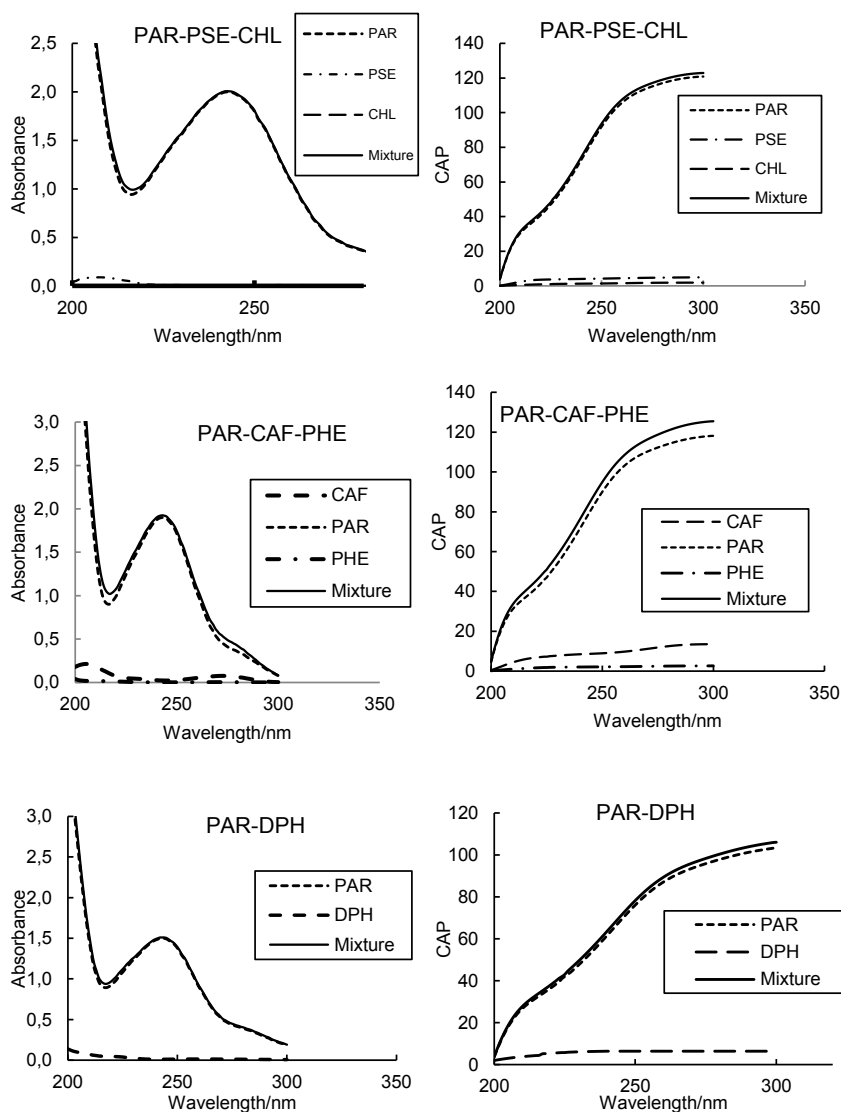 PAR-PSE-CHL
2,5
2,0
1,5
1,0
0,5
0,0
Absorbance
200
250
Wavelength/nm
PAR
PSE
CHL
Mixture
PAR-PSE-CHL
140
120
100
80
60
40
20
0
CAP
200
250
300
350
Wavelength/nm
PAR
PSE
CHL
Mixture
PAR-CAF-PHE
3,0
2,5
2,0
1,5
1,0
0,5
0,0
Absorbance
200
250
300
350
Wavelength/nm
CAF
PAR
PHE
Mixture
PAR-CAF-PHE
140
120
100
80
60
40
20
0
CAP
200
250
300
350
Wavelength/nm
CAF
PAR
PHE
Mixture
PAR-DPH
3,0
2,5
2,0
1,5
1,0
0,5
0,0
Absorbance
200
250
300
350
Wavelength/nm
PAR
DPH
Mixture
PAR-DPH
120
100
80
60
40
20
0
CAP
200
250
300
Wavelength/nm
PAR
DPH
Mixture